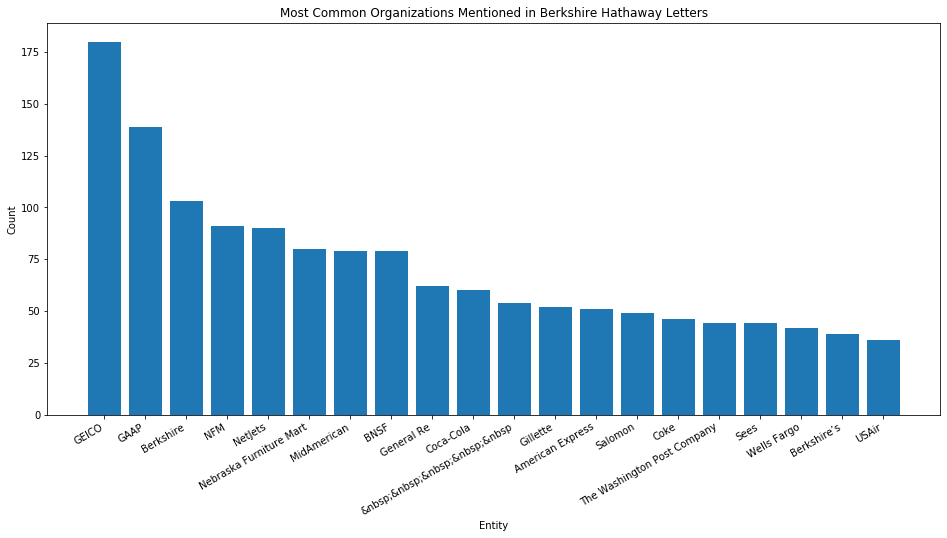 Most Common Organizations Mentioned in Berkshire Hathaway Letters
175
150
125
100
75
50
25
0
Count
GEICO
GAAP
Berkshire
NFM
NetJets
Nebraska Furniture Mart
MidAmerican
BNSF
General Re
Coca-Cola
&nbsp;&nbsp;&nbsp;&nbsp;&nbsp
Gillette
American Express
Salomon
Coke
The Washington Post Company
Sees
Wells Fargo
Berkshire's
USAir
Entity